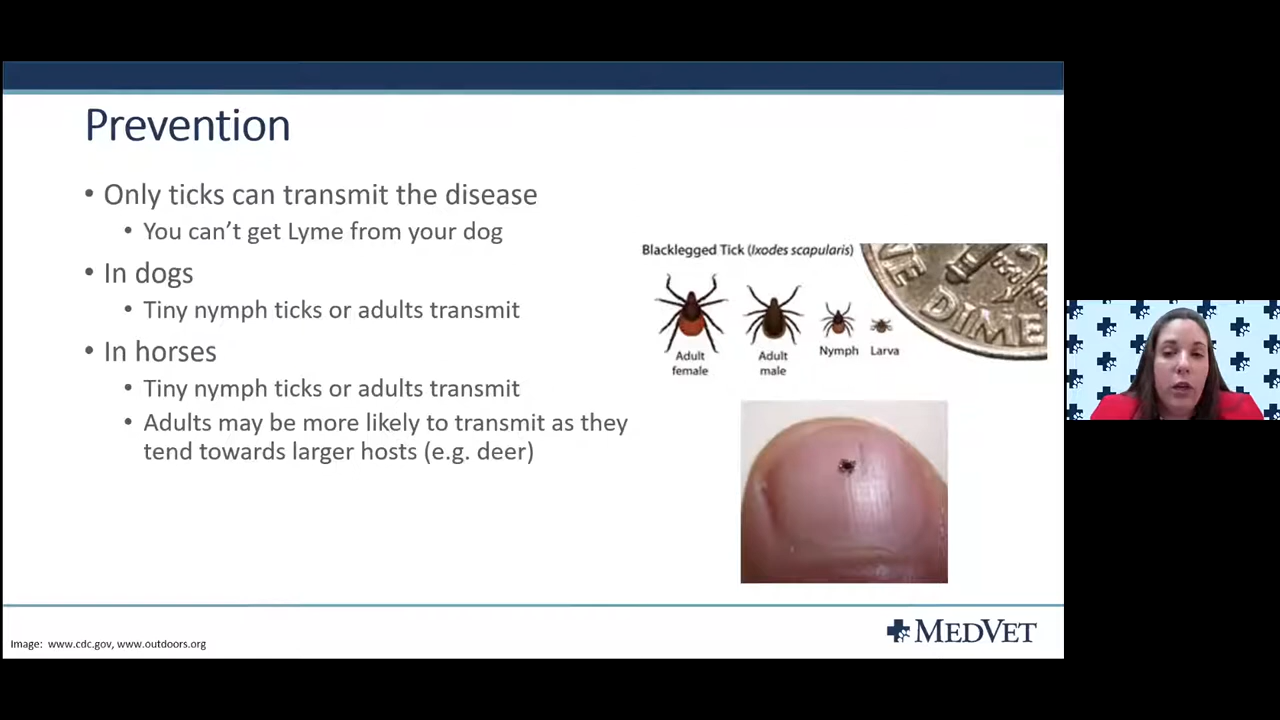 Prevention
• Only ticks can transmit the disease
• You can’t get Lyme from your dog
• In dogs
• Tiny nymph ticks or adults transmit
• In horses
• Tiny nymph ticks or adults transmit
• Adults may be more likely to transmit as they
tend towards larger hosts (e.g. deer)
Blacklegged Tick (Ixodes scapularis)
NE DIME
Adult
female
Adult
male
Nymph
Larva
Image: www.cdc.gov, www.outdoors.org
MEDVET